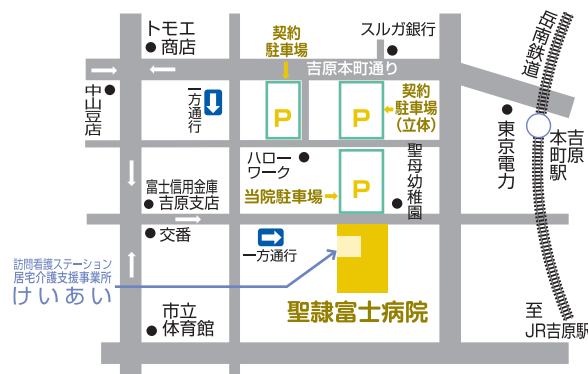 トモエ
商店
契約
駐車場
スルガ銀行
岳南鉄道
吉原本町通り
中山豆店
一方通行
P
P
契約
駐車場
(立体)
東京電力
吉原
本町駅
ハロー
ワーク
聖母幼稚園
富士信用金庫
吉原支店
当院駐車場
P
交番
一方通行
訪問看護ステーション
居宅介護支援事業所
けいあい
市立
体育館
聖隷富士病院
至
JR吉原駅